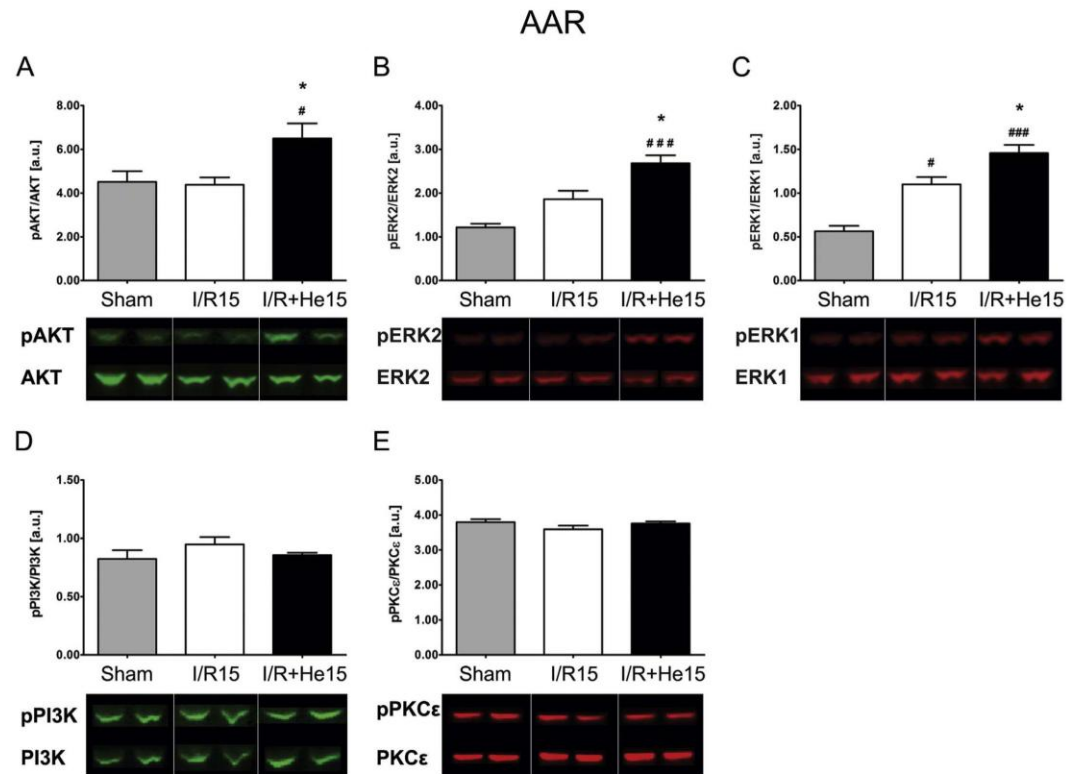 AAR
A
pAKT/AKT [a.u.]
8.00
6.00
4.00
2.00
0.00
*
#
Sham I/R15 I/R+He15
pAKT
AKT
B
pERK2/ERK2 [a.u.]
4.00
3.00
2.00
1.00
0.00
*
###
Sham I/R15 I/R+He15
pERK2
ERK2
C
pERK1/ERK1 [a.u.]
2.00
1.50
1.00
0.50
0.00
#
*
###
Sham I/R15 I/R+He15
pERK1
ERK1
D
pPI3K/PI3K [a.u.]
1.50
1.00
0.50
0.00
Sham I/R15 I/R+He15
pPI3K
PI3K
E
pPKCε/PKCε [a.u.]
5.00
4.00
3.00
2.00
1.00
0.00
Sham I/R15 I/R+He15
pPKCε
PKCε